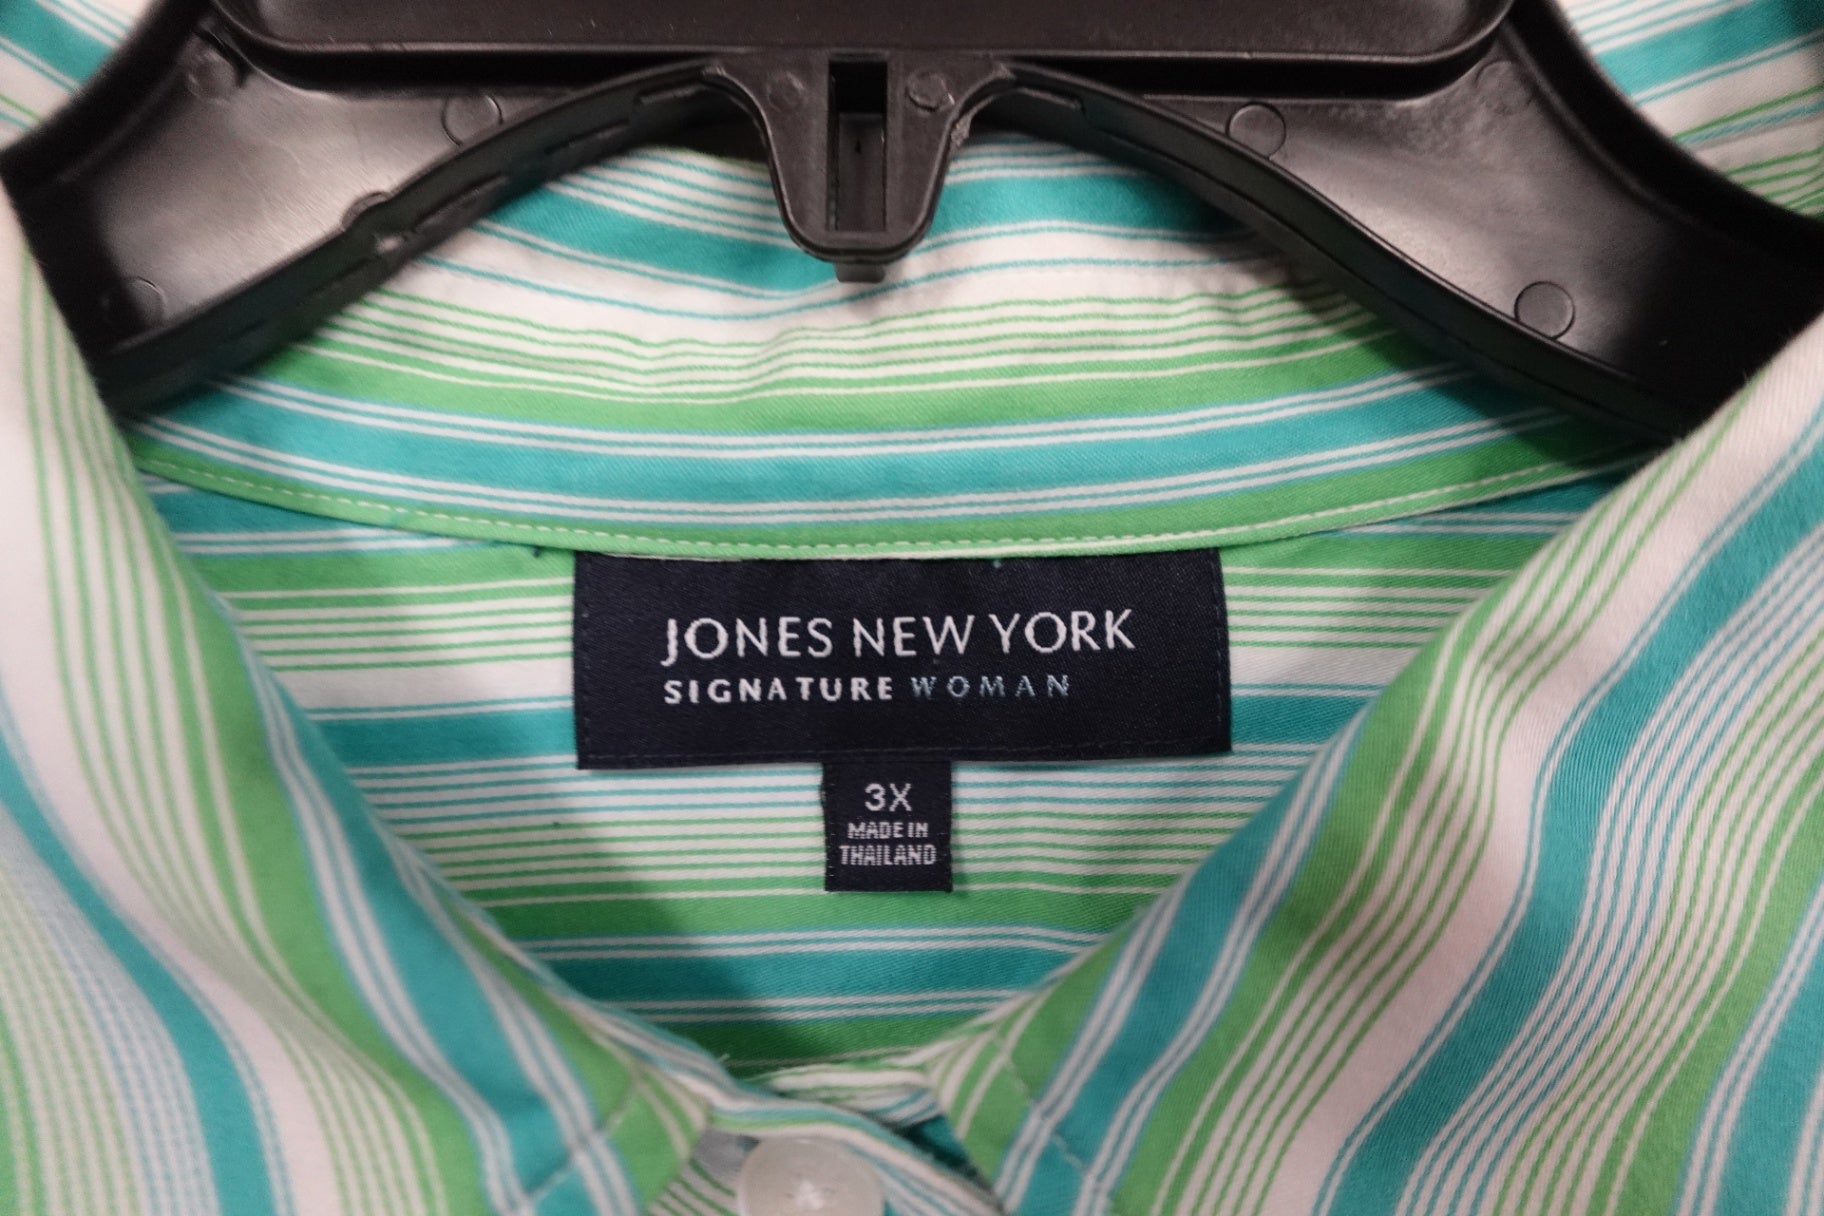 JONES NEW YORK
SIGNATURE WOMAN
3X
MADE IN
THAILAND